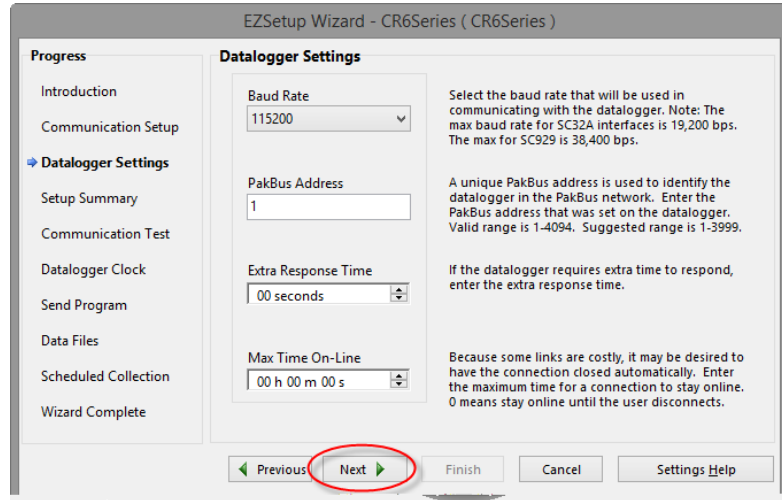 EZSetup Wizard - CR6Series ( CR6Series )
Progress
Introduction
Communication Setup
Datalogger Settings
Setup Summary
Communication Test
Datalogger Clock
Send Program
Data Files
Scheduled Collection
Wizard Complete
Datalogger Settings
Baud Rate
115200
Select the baud rate that will be used in
communicating with the datalogger. Note: The
max baud rate for SC32A interfaces is 19,200 bps.
The max for SC929 is 38,400 bps.
PakBus Address
1
A unique PakBus address is used to identify the
datalogger in the PakBus network. Enter the
PakBus address that was set on the datalogger.
Valid range is 1-4094. Suggested range is 1-3999.
Extra Response Time
00 seconds
If the datalogger requires extra time to respond,
enter the extra response time.
Max Time On-Line
00 h 00 m 00 s
Because some links are costly, it may be desired to
have the connection closed automatically. Enter
the maximum time for a connection to stay online.
0 means stay online until the user disconnects.
Previous
Next
Finish
Cancel
Settings Help